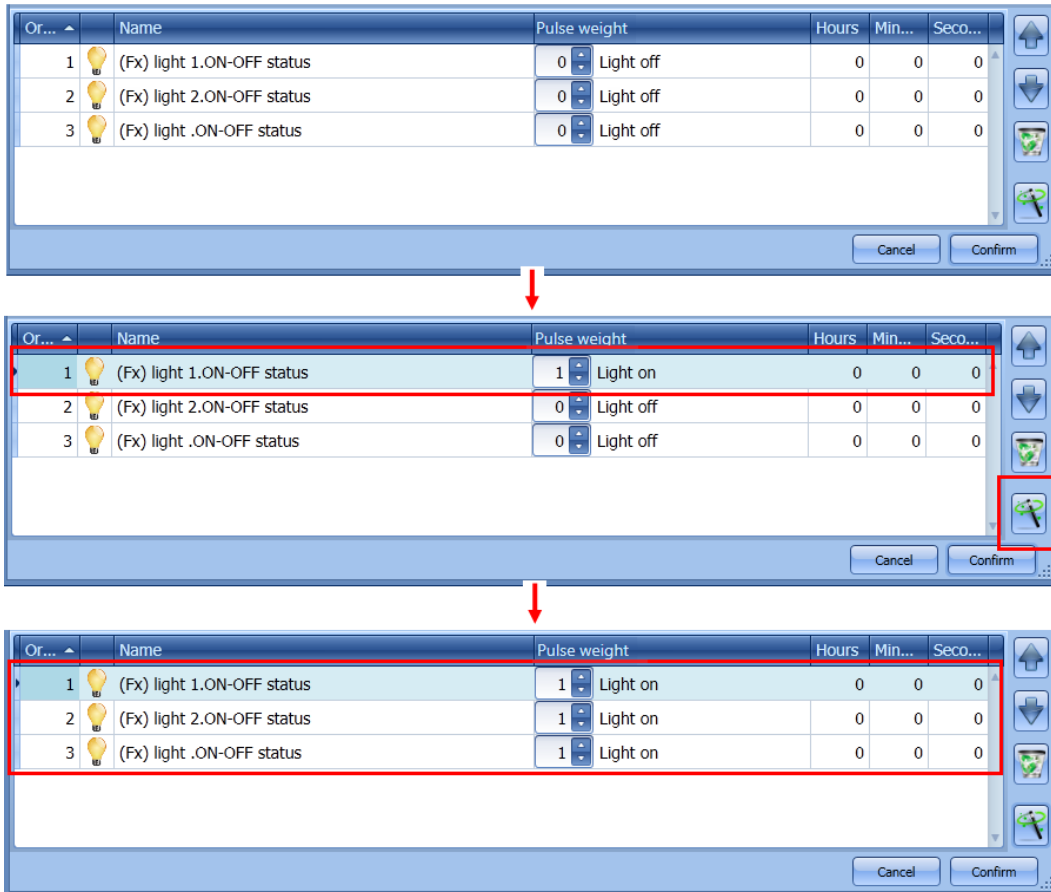 Or... Name Pulse weight Hours Min... Seco...
1 (Fx) light 1.ON-OFF status 0 Light off 0 0 0
2 (Fx) light 2.ON-OFF status 0 Light off 0 0 0
3 (Fx) light .ON-OFF status 0 Light off 0 0 0
Cancel Confirm
Or... Name Pulse weight Hours Min... Seco...
1 (Fx) light 1.ON-OFF status 1 Light on 0 0 0
2 (Fx) light 2.ON-OFF status 0 Light off 0 0 0
3 (Fx) light .ON-OFF status 0 Light off 0 0 0
Cancel Confirm
Or... Name Pulse weight Hours Min... Seco...
1 (Fx) light 1.ON-OFF status 1 Light on 0 0 0
2 (Fx) light 2.ON-OFF status 1 Light on 0 0 0
3 (Fx) light .ON-OFF status 1 Light on 0 0 0
Cancel Confirm